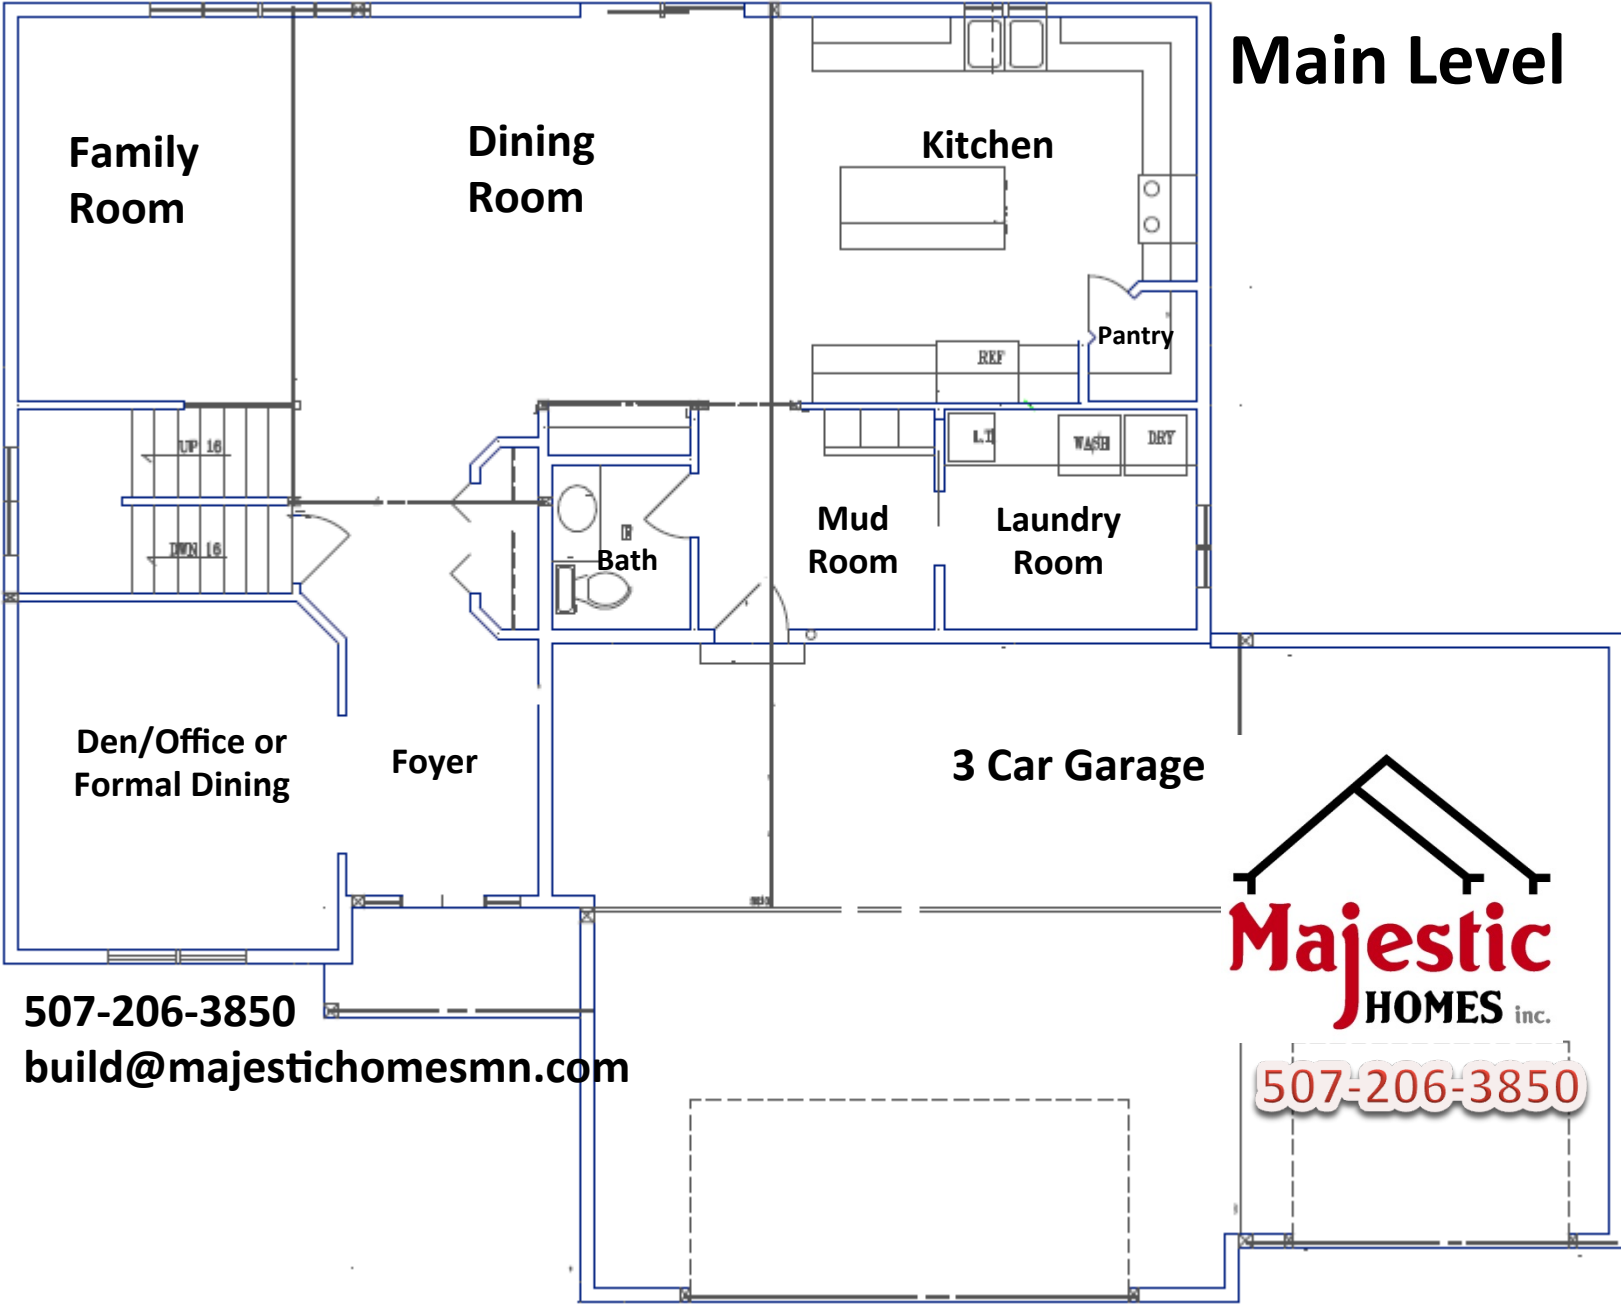 Main Level
Family
Room
Dining
Room
Kitchen
Pantry
REF
UP 16
DWN 16
L.T
WASH
DRY
Mud
Room
Laundry
Room
Bath
Den/Office or
Formal Dining
Foyer
3 Car Garage
Majestic
HOMES inc.
507-206-3850
build@majestichomesmn.com
507-206-3850